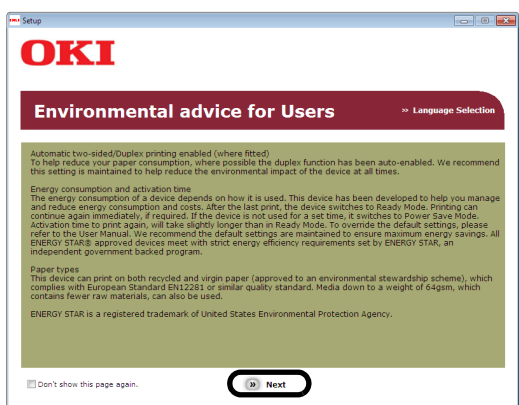 OKI Setup
OKI
Environmental advice for Users
» Language Selection
Automatic two-sided/Duplex printing enabled (where fitted)
To help reduce your paper consumption, where possible the duplex function has been auto-enabled. We recommend
this setting is maintained to help reduce the environmental impact of the device at all times.
Energy consumption and activation time
The energy consumption of a device depends on how it is used. This device has been developed to help you manage
and reduce energy consumption and costs. After the last print, the device switches to Ready Mode. Printing can
continue again immediately, if required. If the device is not used for a set time, it switches to Power Save Mode.
Activation time to print again, will take slightly longer than in Ready Mode. To override the default settings, please
refer to the User Manual. We recommend the default settings are maintained to ensure maximum energy savings. All
ENERGY STAR® approved devices meet with strict energy efficiency requirements set by ENERGY STAR, an
independent government backed program.
Paper types
This device can print on both recycled and virgin paper (approved to an environmental stewardship scheme), which
complies with European Standard EN12281 or similar quality standard. Media down to a weight of 64gsm, which
contains fewer raw materials, can also be used.
ENERGY STAR is a registered trademark of United States Environmental Protection Agency.
Don't show this page again.
» Next